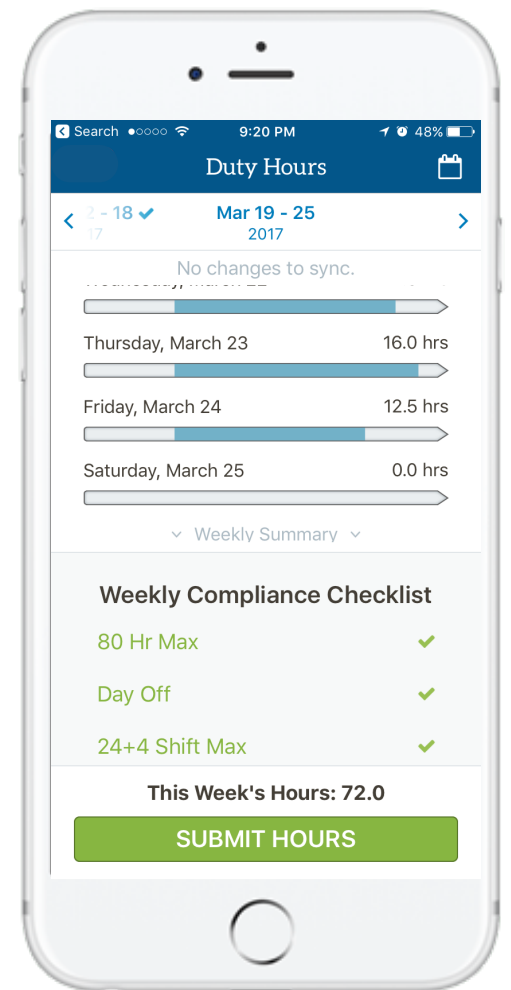 Search 9:20 PM 48%
Duty Hours
- 18 Mar 19 - 25
17 2017
No changes to sync.
Thursday, March 23 16.0 hrs
Friday, March 24 12.5 hrs
Saturday, March 25 0.0 hrs
Weekly Summary
Weekly Compliance Checklist
80 Hr Max
Day Off
24+4 Shift Max
This Week's Hours: 72.0
SUBMIT HOURS